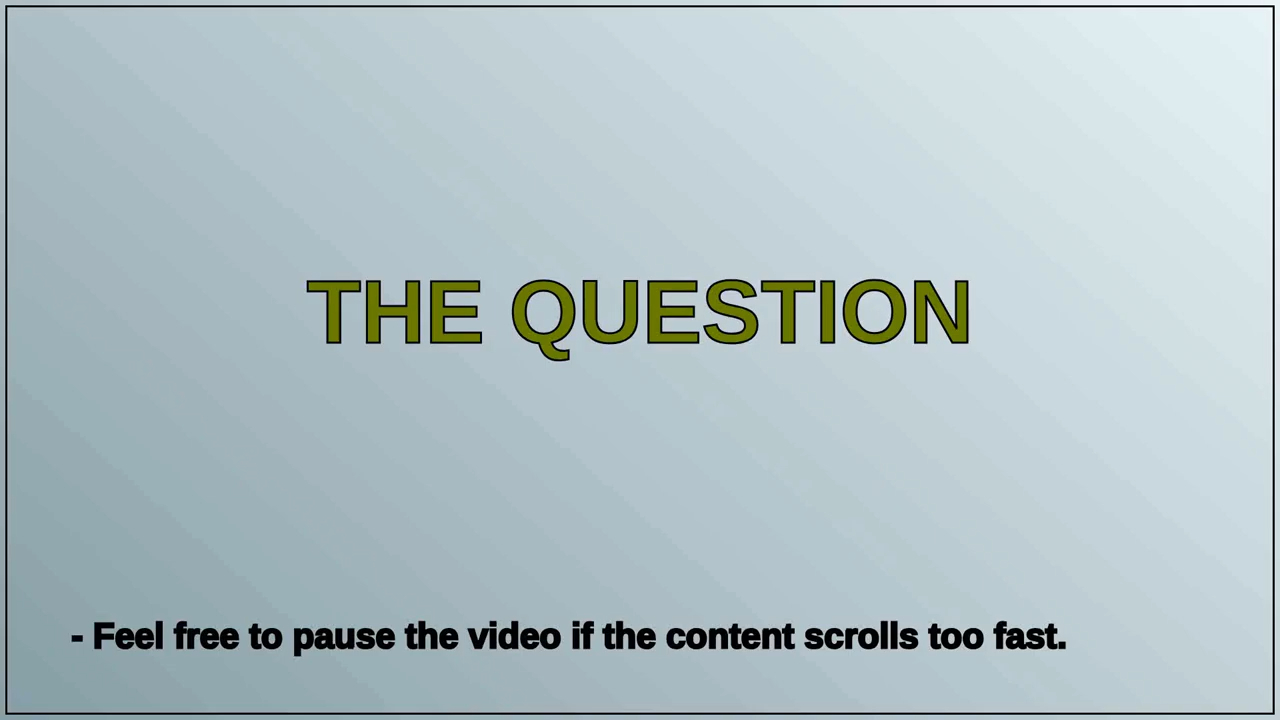 THE QUESTION
- Feel free to pause the video if the content scrolls too fast.